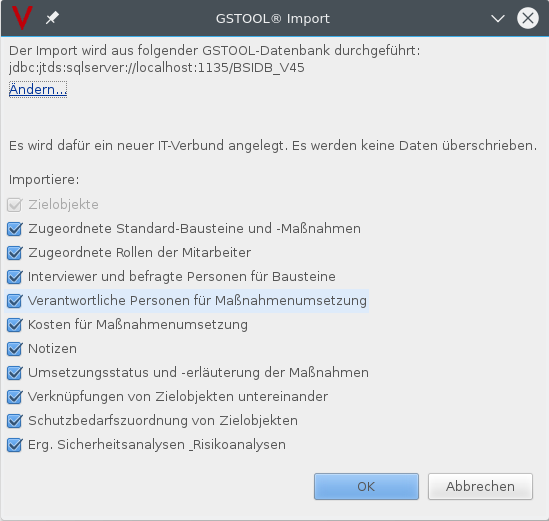 GSTOOL® Import
Der Import wird aus folgender GSTOOL-Datenbank durchgeführt:
jdbc:jtds:sqlserver://localhost:1135/BSIDB_V45
Ändern...
Es wird dafür ein neuer IT-Verbund angelegt. Es werden keine Daten überschrieben.
Importiere:
Zielobjekte
Zugeordnete Standard-Bausteine und -Maßnahmen
Zugeordnete Rollen der Mitarbeiter
Interviewer und befragte Personen für Bausteine
Verantwortliche Personen für Maßnahmenumsetzung
Kosten für Maßnahmenumsetzung
Notizen
Umsetzungsstatus und -erläuterung der Maßnahmen
Verknüpfungen von Zielobjekten untereinander
Schutzbedarfszuordnung von Zielobjekten
Erg. Sicherheitsanalysen _Risikoanalysen
OK
Abbrechen